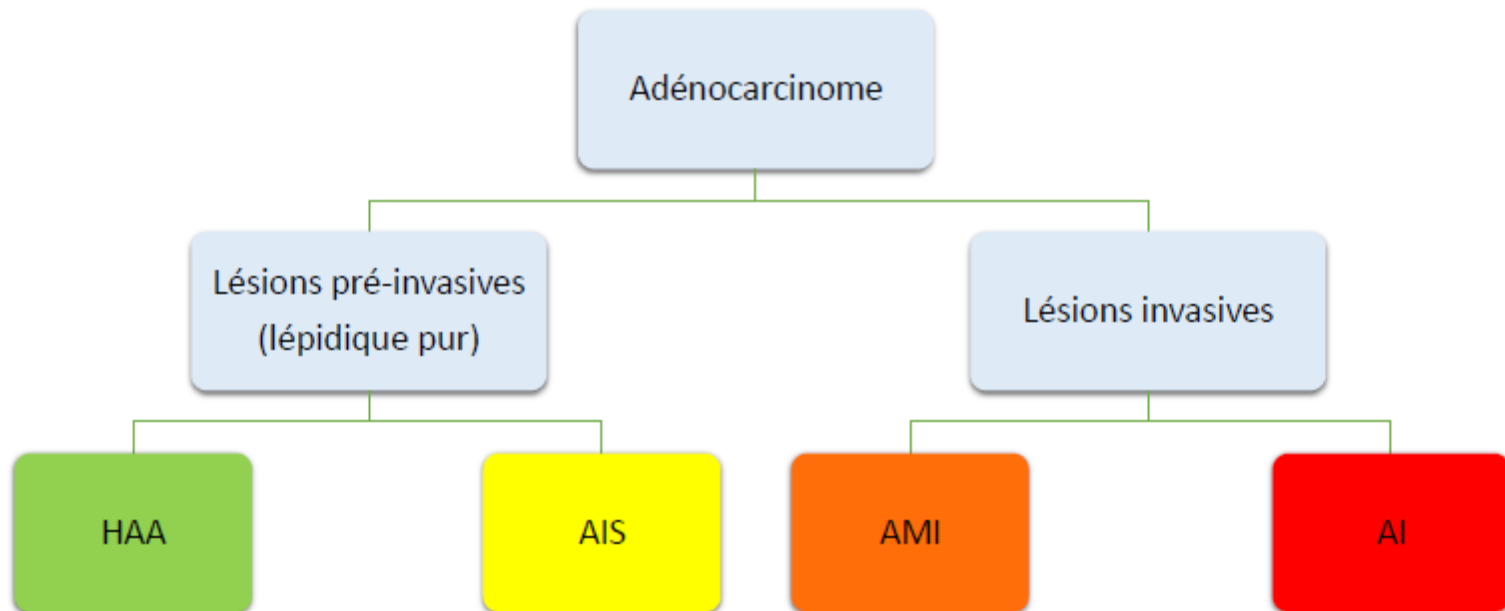 Adénocarcinome
Lésions pré-invasives
(lépidique pur)
Lésions invasives
HAA
AIS
AMI
AI